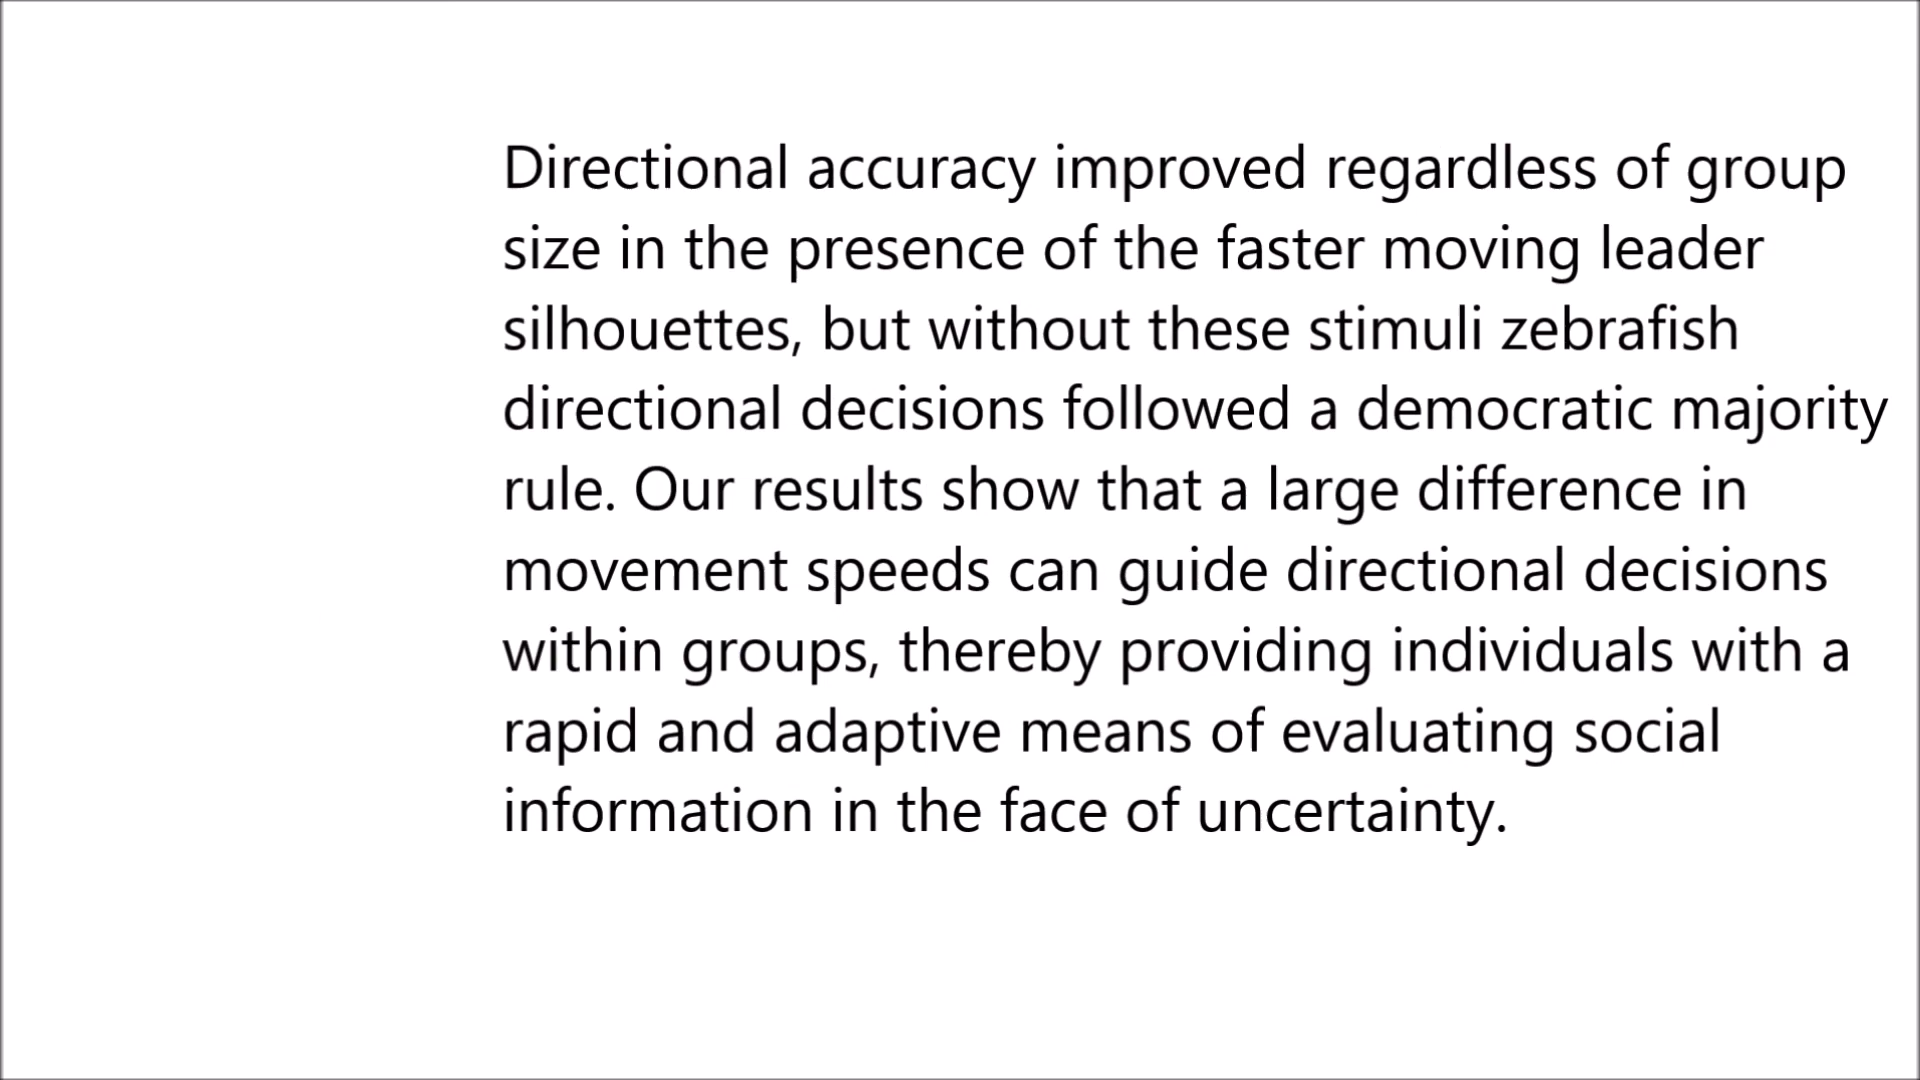 Directional accuracy improved regardless of group
size in the presence of the faster moving leader
silhouettes, but without these stimuli zebrafish
directional decisions followed a democratic majority
rule. Our results show that a large difference in
movement speeds can guide directional decisions
within groups, thereby providing individuals with a
rapid and adaptive means of evaluating social
information in the face of uncertainty.